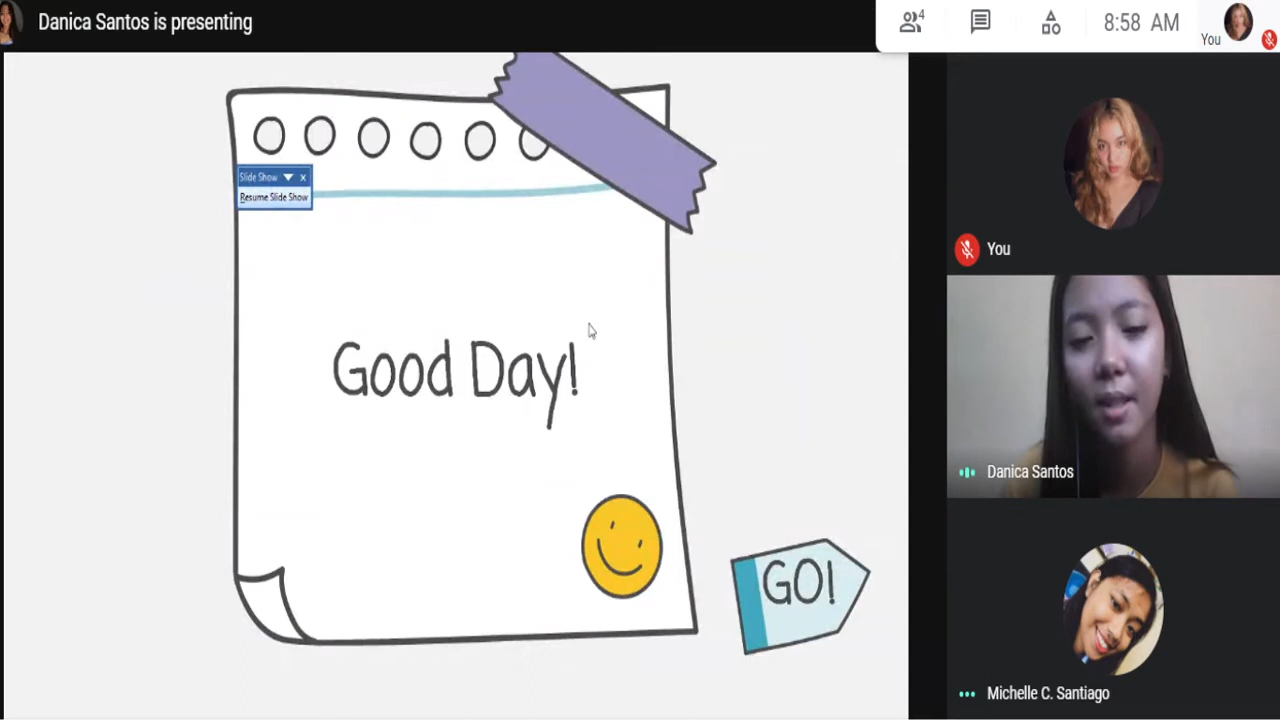 Danica Santos is presenting
4
8:58 AM
You
Slide Show
Resume Slide Show
Good Day!
GO!
You
Danica Santos
Michelle C. Santiago